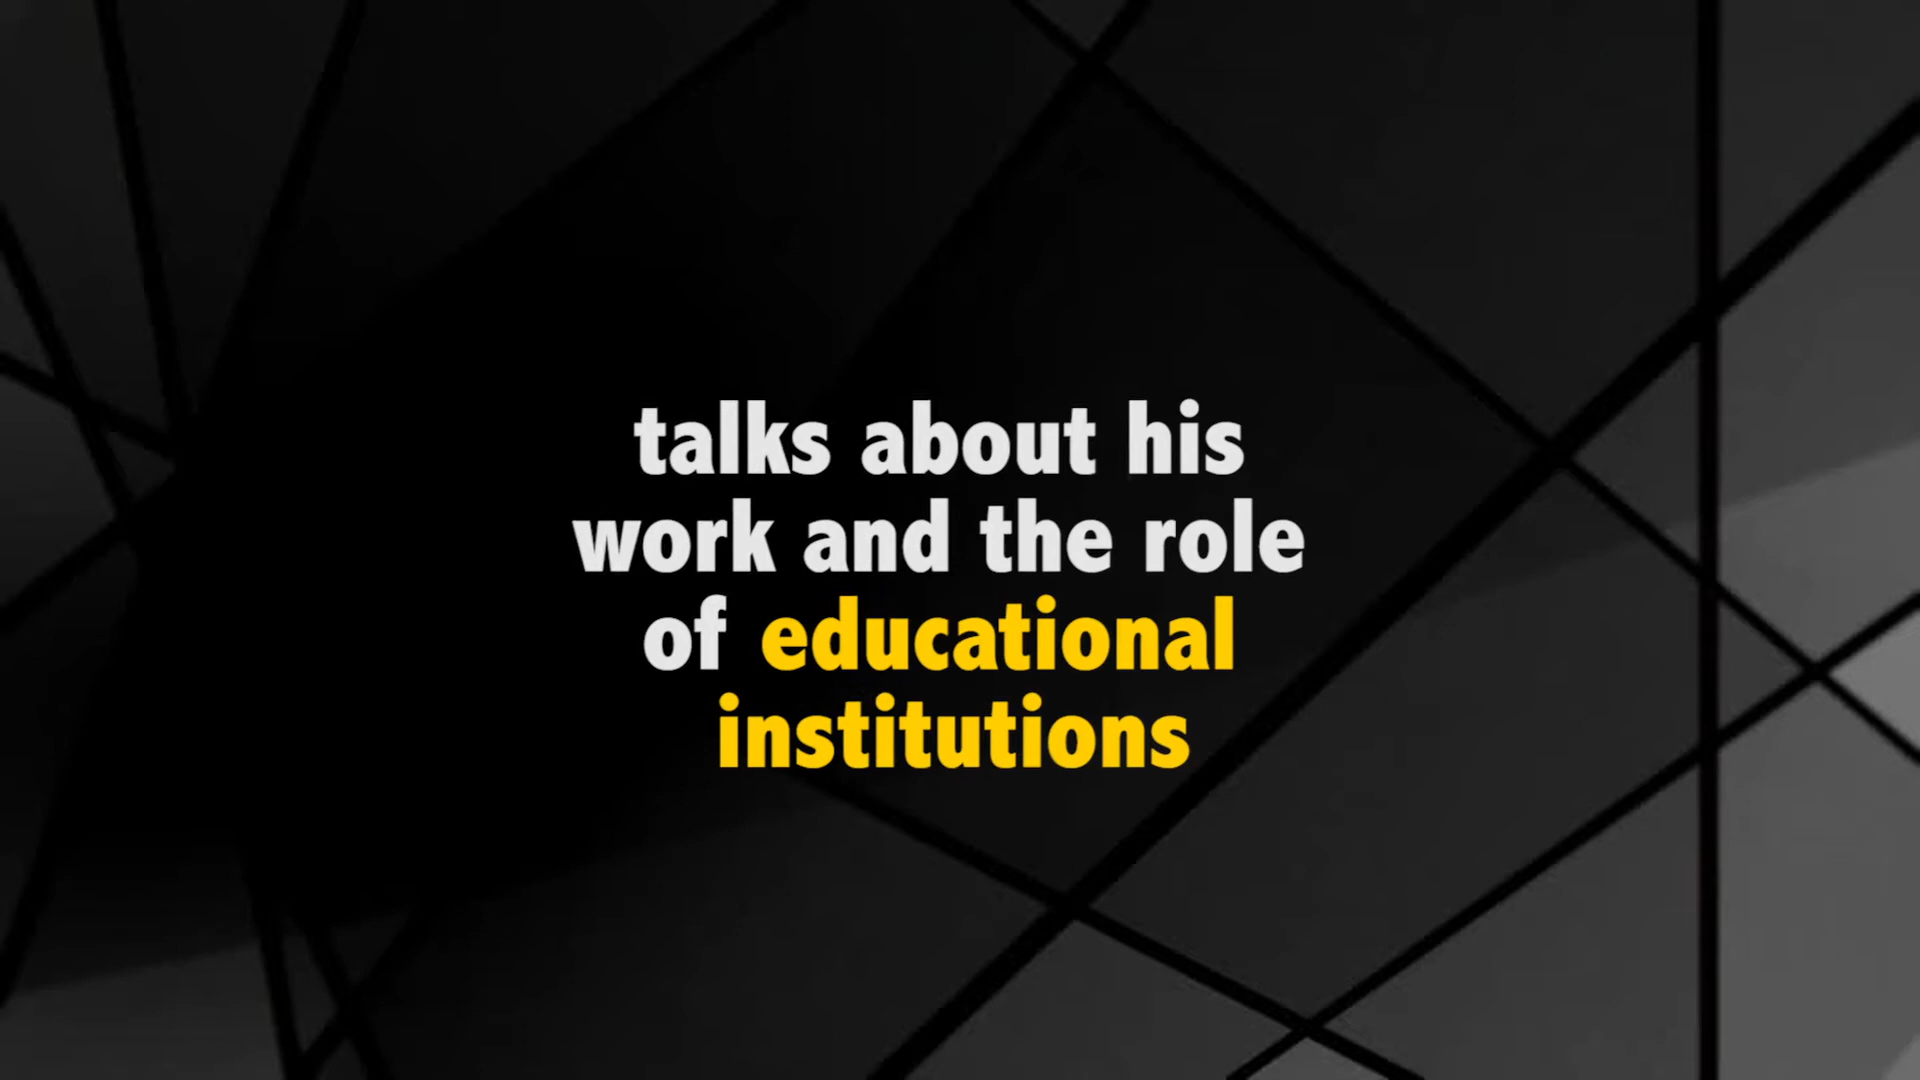 talks about his
work and the role
of educational
institutions